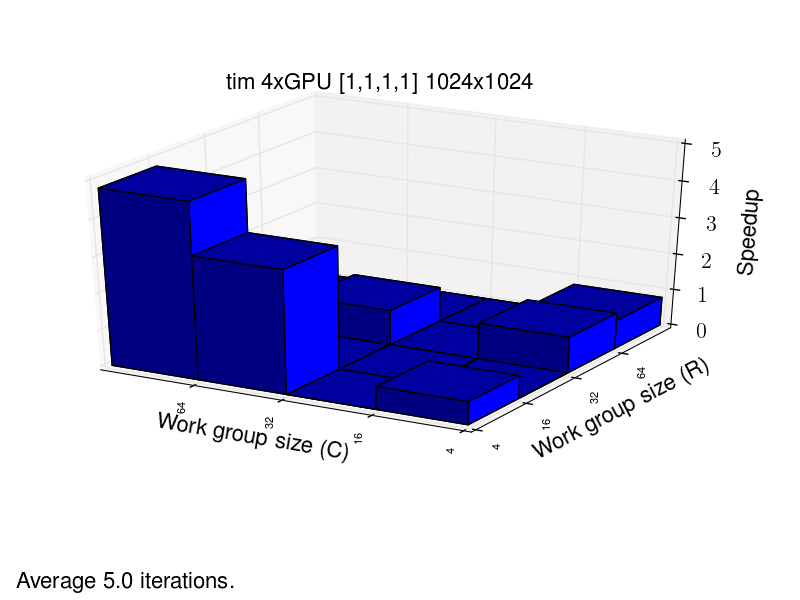 tim 4xGPU [1,1,1,1] 1024x1024
5
4
3
2
1
0
Speedup
64
32
16
4
Work group size (C)
4
16
32
64
Work group size (R)
Average 5.0 iterations.